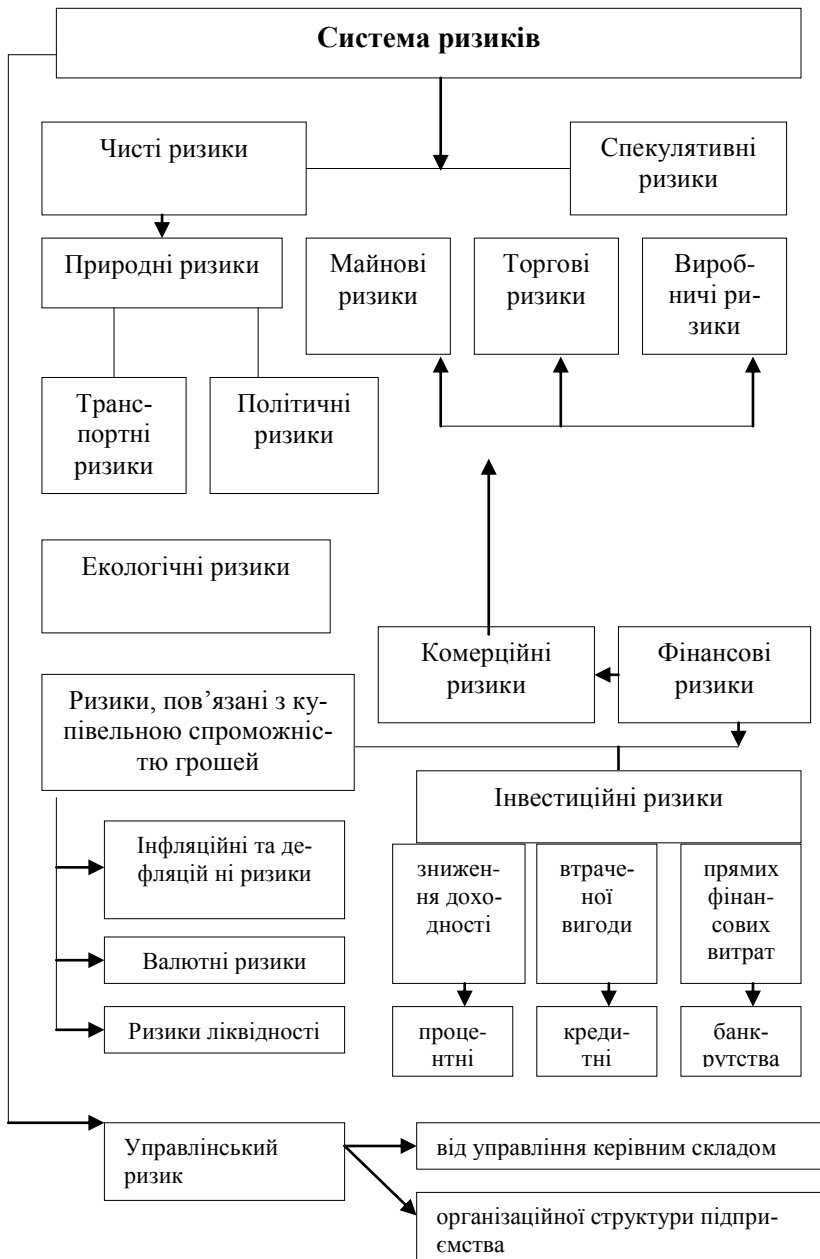 Система ризиків
Чисті ризики
Спекулятивні
ризики
Природні ризики
Майнові
ризики
Торгові
ризики
Вироб-
ничі ри-
зики
Транс-
портні
ризики
Політичні
ризики
Екологічні ризики
Комерційні
ризики
Фінансові
ризики
Ризики, пов’язані з ку-
півельною спроможніс-
тю грошей
Інвестиційні ризики
Інфляційні та де-
фляцій ні ризики
знижен-
ня дохо-
дності
втраче-
ної
вигоди
прямих
фінан-
сових
витрат
Валютні ризики
Ризики ліквідності
проце-
нтні
креди-
тні
банк-
рутства
Управлінський
ризик
від управління керівним складом
організаційної структури підпри-
ємства